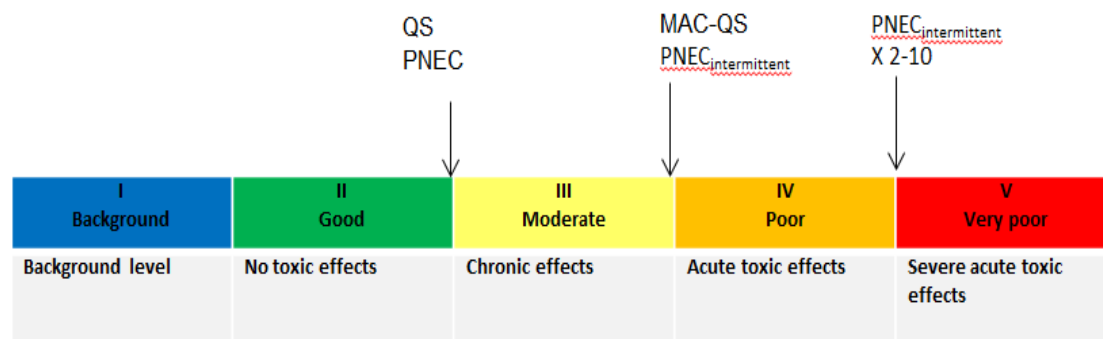 QS
PNEC
MAC-QS
PNECintermittent
PNECintermittent
X 2-10
I
Background
II
Good
III
Moderate
IV
Poor
V
Very poor
Background level
No toxic effects
Chronic effects
Acute toxic effects
Severe acute toxic
effects